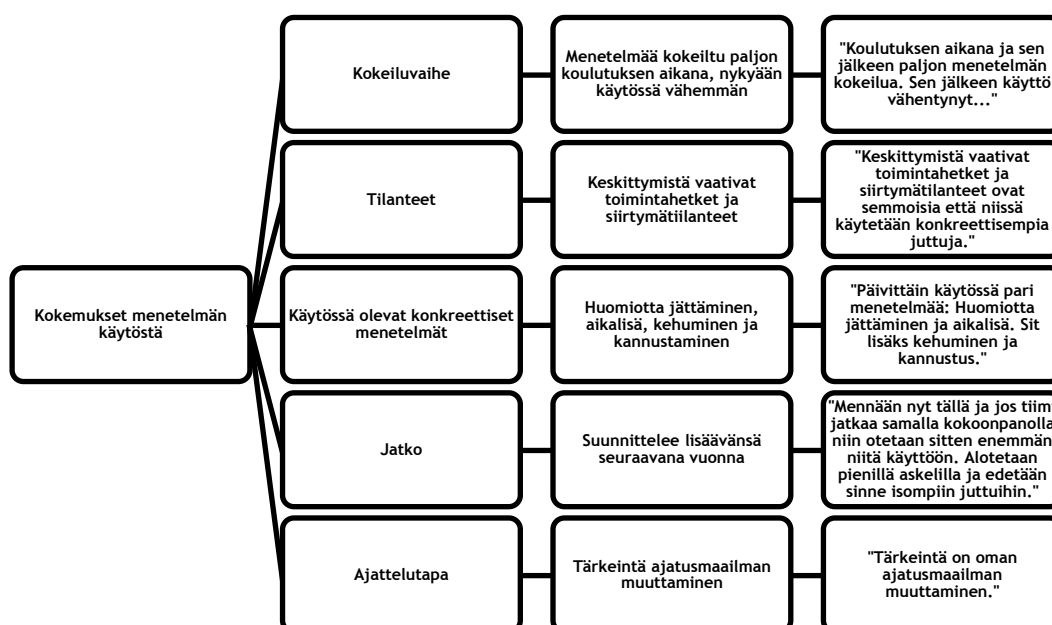 Kokemukset menetelmän
käytöstä
Kokeiluvaihe
Menetelmää kokeiltu paljon
koulutuksen aikana, nykyään
käytössä vähemmän
"Koulutuksen aikana ja sen
jälkeen paljon menetelmän
kokeilua. Sen jälkeen käyttö
vähentynyt..."
Tilanteet
Keskittymistä vaativat
toimintahetket ja
siirtymätiilanteet
"Keskittymistä vaativat
toimintahetket ja
siirtymätilanteet ovat
semmoisia että niissä
käytetään konkreettisempia
juttuja."
Käytössä olevat konkreettiset
menetelmät
Huomiotta jättäminen,
aikalisä, kehuminen ja
kannustaminen
"Päivittäin käytössä pari
menetelmää: Huomiotta
jättäminen ja aikalisä. Sit
lisäks kehuminen ja
kannustus."
Jatko
Suunnittelee lisäävänsä
seuraavana vuonna
"Mennään nyt tällä ja jos tiimi
jatkaa samalla kokoonpanolla
niin otetaan sitten enemmän
niitä käyttöön. Alotetaan
pienillä askelilla ja edetään
sinne isompiin juttuihin."
Ajattelutapa
Tärkeintä ajatusmaailman
muuttaminen
"Tärkeintä on oman
ajatusmaailman
muuttaminen."